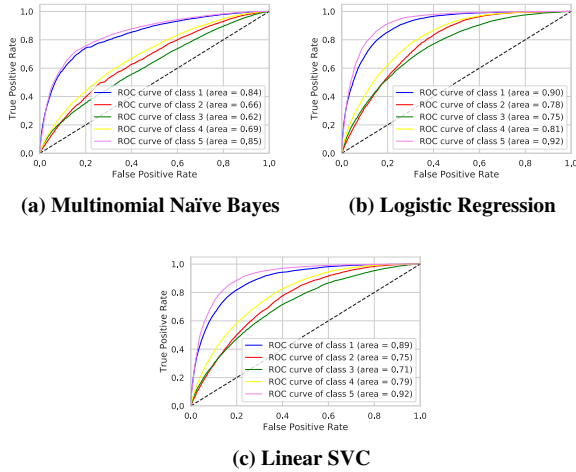 (a) Multinomial Naïve Bayes
True Positive Rate
1.0
0.8
0.6
0.4
0.2
0.0
0.0 0.2 0.4 0.6 0.8 1.0
False Positive Rate
ROC curve of class 1 (area = 0,84)
ROC curve of class 2 (area = 0.66)
ROC curve of class 3 (area = 0.62)
ROC curve of class 4 (area = 0.69)
ROC curve of class 5 (area = 0,85)
(b) Logistic Regression
True Positive Rate
1.0
0.8
0.6
0.4
0.2
0.0
0.0 0.2 0.4 0.6 0.8 1.0
False Positive Rate
ROC curve of class 1 (area = 0,90)
ROC curve of class 2 (area = 0.78)
ROC curve of class 3 (area = 0.75)
ROC curve of class 4 (area = 0.81)
ROC curve of class 5 (area = 0.92)
True Positive Rate
1.0
0.8
0.6
0.4
0.2
0.0
0.0 0.2 0.4 0.6 0.8 1.0
False Positive Rate
ROC curve of class 1 (area = 0,89)
ROC curve of class 2 (area = 0.75)
ROC curve of class 3 (area = 0.71)
ROC curve of class 4 (area = 0.79)
ROC curve of class 5 (area = 0.92)
(c) Linear SVC